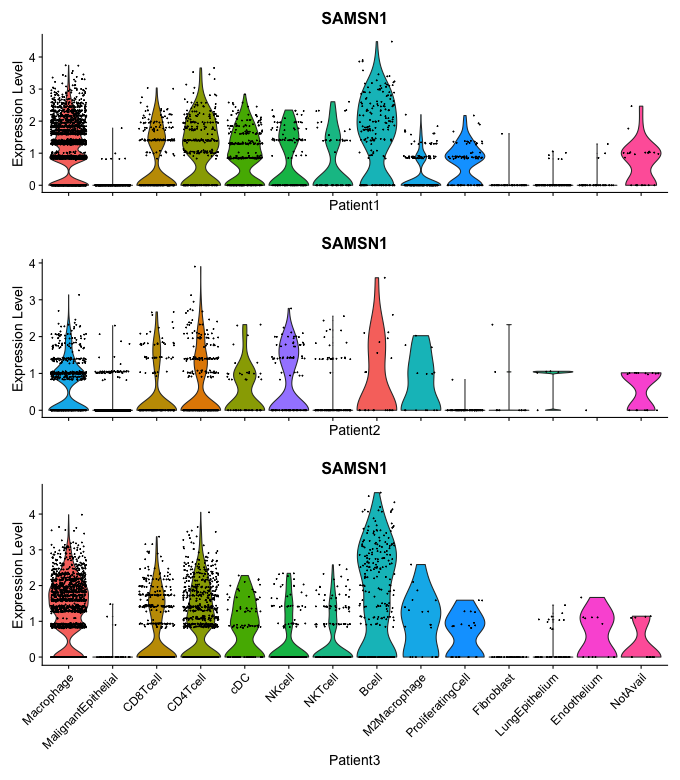 SAMSN1
Expression Level
4
3
2
1
0
Patient1
SAMSN1
Expression Level
4
3
2
1
0
Patient2
SAMSN1
Expression Level
4
3
2
1
0
Macrophage
MalignantEpithelial
CD8Tcell
CD4Tcell
cDC
NKcell
NKTcell
Bcell
M2Macrophage
ProliferatingCell
Fibroblast
LungEpithelium
Endothelium
NotAvail
Patient3